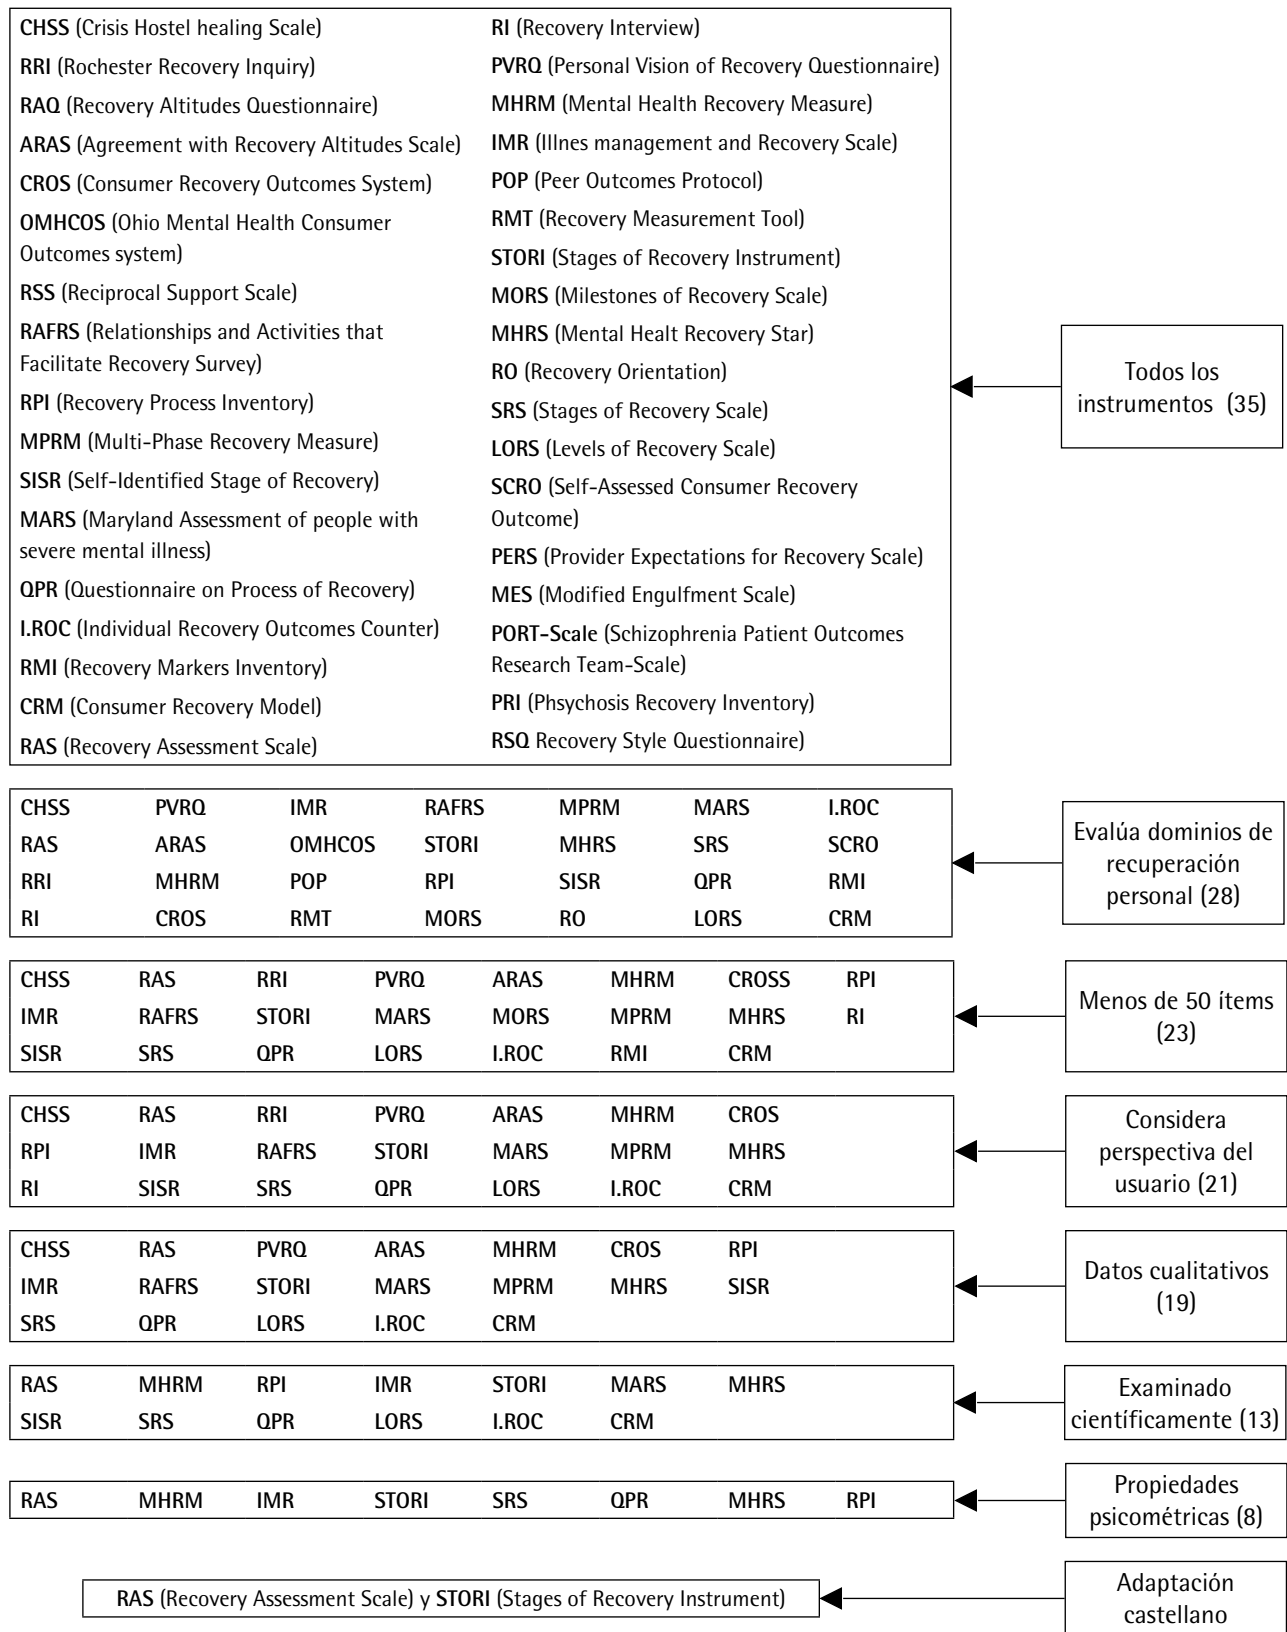 CHSS (Crisis Hostel healing Scale)
RRI (Rochester Recovery Inquiry)
RAQ (Recovery Altitudes Questionnaire)
ARAS (Agreement with Recovery Altitudes Scale)
CROS (Consumer Recovery Outcomes System)
OMHCOS (Ohio Mental Health Consumer
Outcomes system)
RSS (Reciprocal Support Scale)
RAFRS (Relationships and Activities that
Facilitate Recovery Survey)
RPI (Recovery Process Inventory)
MPRM (Multi-Phase Recovery Measure)
SISR (Self-Identified Stage of Recovery)
MARS (Maryland Assessment of people with
severe mental illness)
QPR (Questionnaire on Process of Recovery)
I.ROC (Individual Recovery Outcomes Counter)
RMI (Recovery Markers Inventory)
CRM (Consumer Recovery Model)
RAS (Recovery Assessment Scale)
RI (Recovery Interview)
PVRQ (Personal Vision of Recovery Questionnaire)
MHRM (Mental Health Recovery Measure)
IMR (Illnes management and Recovery Scale)
POP (Peer Outcomes Protocol)
RMT (Recovery Measurement Tool)
STORI (Stages of Recovery Instrument)
MORS (Milestones of Recovery Scale)
MHRS (Mental Healt Recovery Star)
RO (Recovery Orientation)
SRS (Stages of Recovery Scale)
LORS (Levels of Recovery Scale)
SCRO (Self-Assessed Consumer Recovery
Outcome)
PERS (Provider Expectations for Recovery Scale)
MES (Modified Engulfment Scale)
PORT-Scale (Schizophrenia Patient Outcomes
Research Team-Scale)
PRI (Phsychosis Recovery Inventory)
RSQ Recovery Style Questionnaire)
Todos los
instrumentos (35)
CHSS PVRQ IMR RAFRS MPRM MARS I.ROC
RAS ARAS OMHCOS STORI MHRS SRS SCRO
RRI MHRM POP RPI SISR QPR RMI
RI CROS RMT MORS RO LORS CRM
Evalúa dominios de
recuperación
personal (28)
CHSS RAS RRI PVRQ ARAS MHRM CROSS RPI
IMR RAFRS STORI MARS MORS MPRM MHRS RI
SISR SRS QPR LORS I.ROC RMI CRM
Menos de 50 ítems
(23)
CHSS RAS RRI PVRQ ARAS MHRM CROS
RPI IMR RAFRS STORI MARS MPRM MHRS
RI SISR SRS QPR LORS I.ROC CRM
Considera
perspectiva del
usuario (21)
CHSS RAS PVRQ ARAS MHRM CROS RPI
IMR RAFRS STORI MARS MPRM MHRS SISR
SRS QPR LORS I.ROC CRM
Datos cualitativos
(19)
RAS MHRM RPI IMR STORI MARS MHRS
SISR SRS QPR LORS I.ROC CRM
Examinado
científicamente (13)
RAS MHRM IMR STORI SRS QPR MHRS RPI
Propiedades
psicométricas (8)
RAS (Recovery Assessment Scale) y STORI (Stages of Recovery Instrument)
Adaptación
castellano